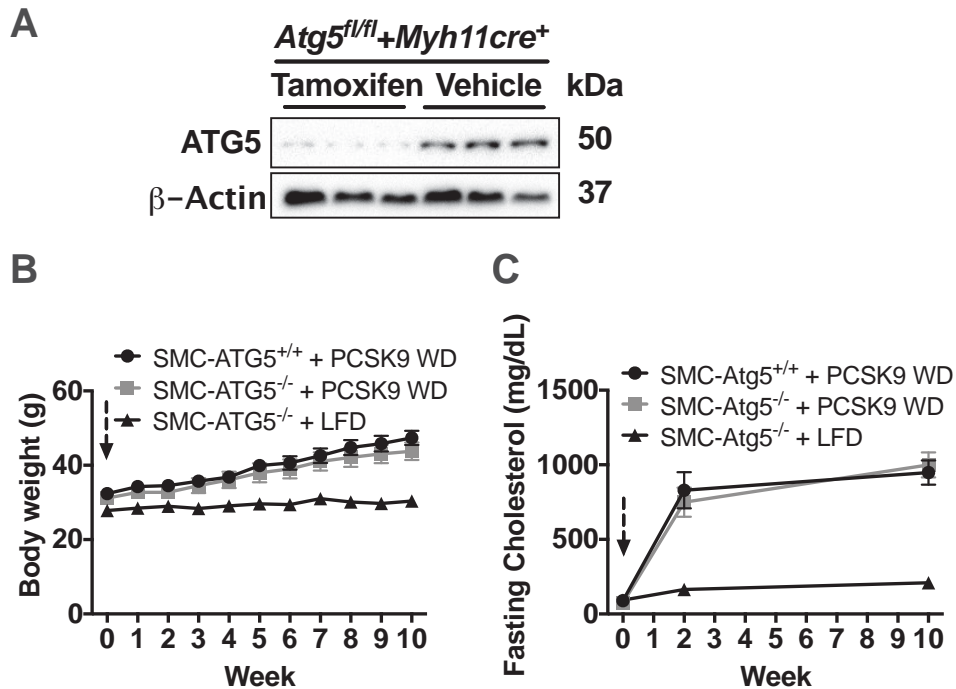 A
Atg5fl/fl+Myh11cre+
Tamoxifen Vehicle kDa
ATG5 50
β-Actin 37
B
SMC-ATG5+/+ + PCSK9 WD
SMC-ATG5-/- + PCSK9 WD
SMC-ATG5-/- + LFD
Body weight (g)
60
40
20
0
0 1 2 3 4 5 6 7 8 9 10
Week
C
SMC-Atg5+/+ + PCSK9 WD
SMC-Atg5-/- + PCSK9 WD
SMC-Atg5-/- + LFD
Fasting Cholesterol (mg/dL)
1500
1000
500
0
0 1 2 3 4 5 6 7 8 9 10
Week